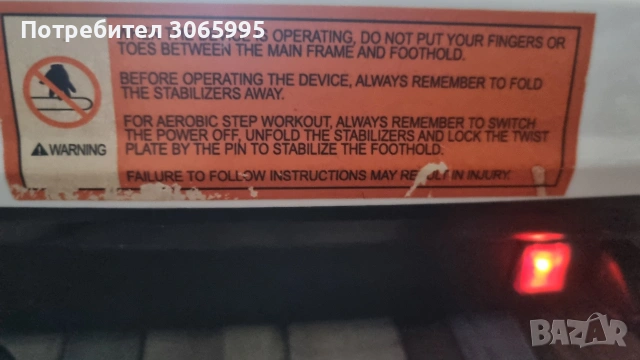 Потребител 3065995
IS OPERATING, DO NOT PUT YOUR FINGERS OR
TOES BETWEEN THE MAIN FRAME AND FOOTHOLD.
BEFORE OPERATING THE DEVICE, ALWAYS REMEMBER TO FOLD
THE STABILIZERS AWAY.
FOR AEROBIC STEP WORKOUT, ALWAYS REMEMBER TO SWITCH
THE POWER OFF, UNFOLD THE STABILIZERS AND LOCK THE TWIST
PLATE BY THE PIN TO STABILIZE THE FOOTHOLD.
WARNING
FAILURE TO FOLLOW INSTRUCTIONS MAY RESULT IN INJURY.
BAZAR